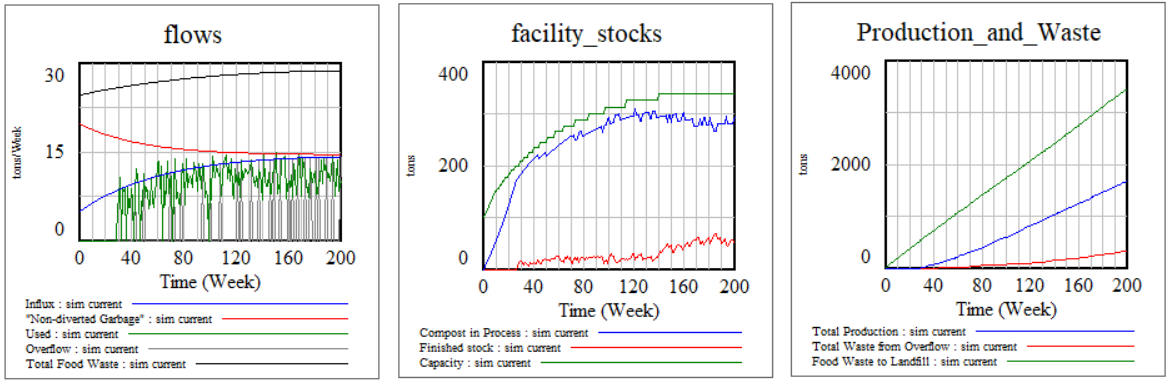 flows
30
15
0
tons/Week
0 40 80 120 160 200
Time (Week)
Influx : sim current
"Non-diverted Garbage" : sim current
Used : sim current
Overflow : sim current
Total Food Waste : sim current
facility_stocks
400
200
0
tons
0 40 80 120 160 200
Time (Week)
Compost in Process : sim current
Finished stock : sim current
Capacity : sim current
Production_and_Waste
4000
2000
0
tons
0 40 80 120 160 200
Time (Week)
Total Production : sim current
Total Waste from Overflow : sim current
Food Waste to Landfill : sim current